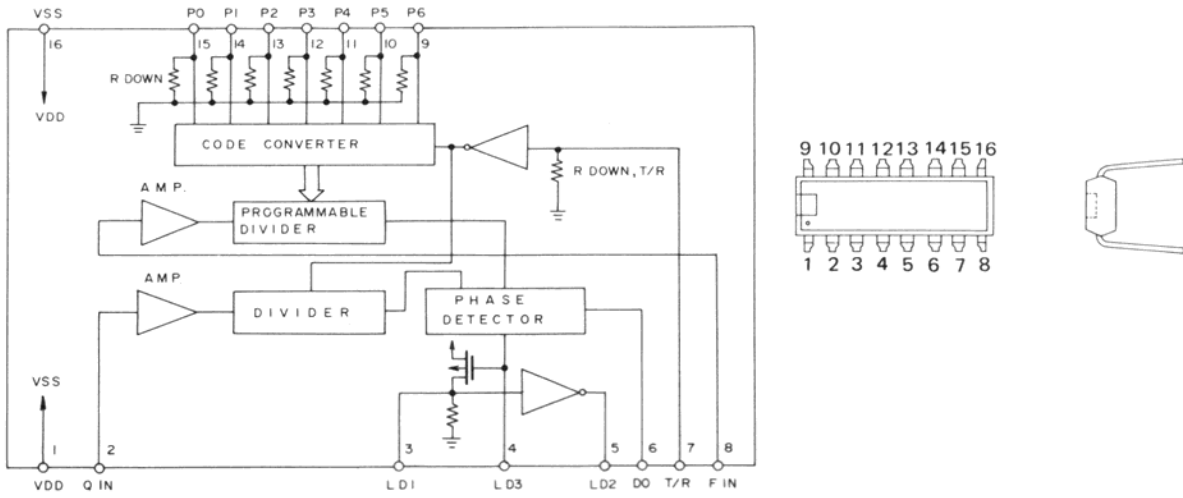 VSS P0 P1 P2 P3 P4 P5 P6
16 15 14 13 12 11 10 9
R DOWN
VDD
CODE CONVERTER
R DOWN, T/R
AMP.
PROGRAMMABLE
DIVIDER
AMP.
DIVIDER
PHASE
DETECTOR
VSS
1 2 3 4 5 6 7 8
VDD Q IN LD1 LD3 LD2 DO T/R F IN
9 10 11 12 13 14 15 16
1 2 3 4 5 6 7 8